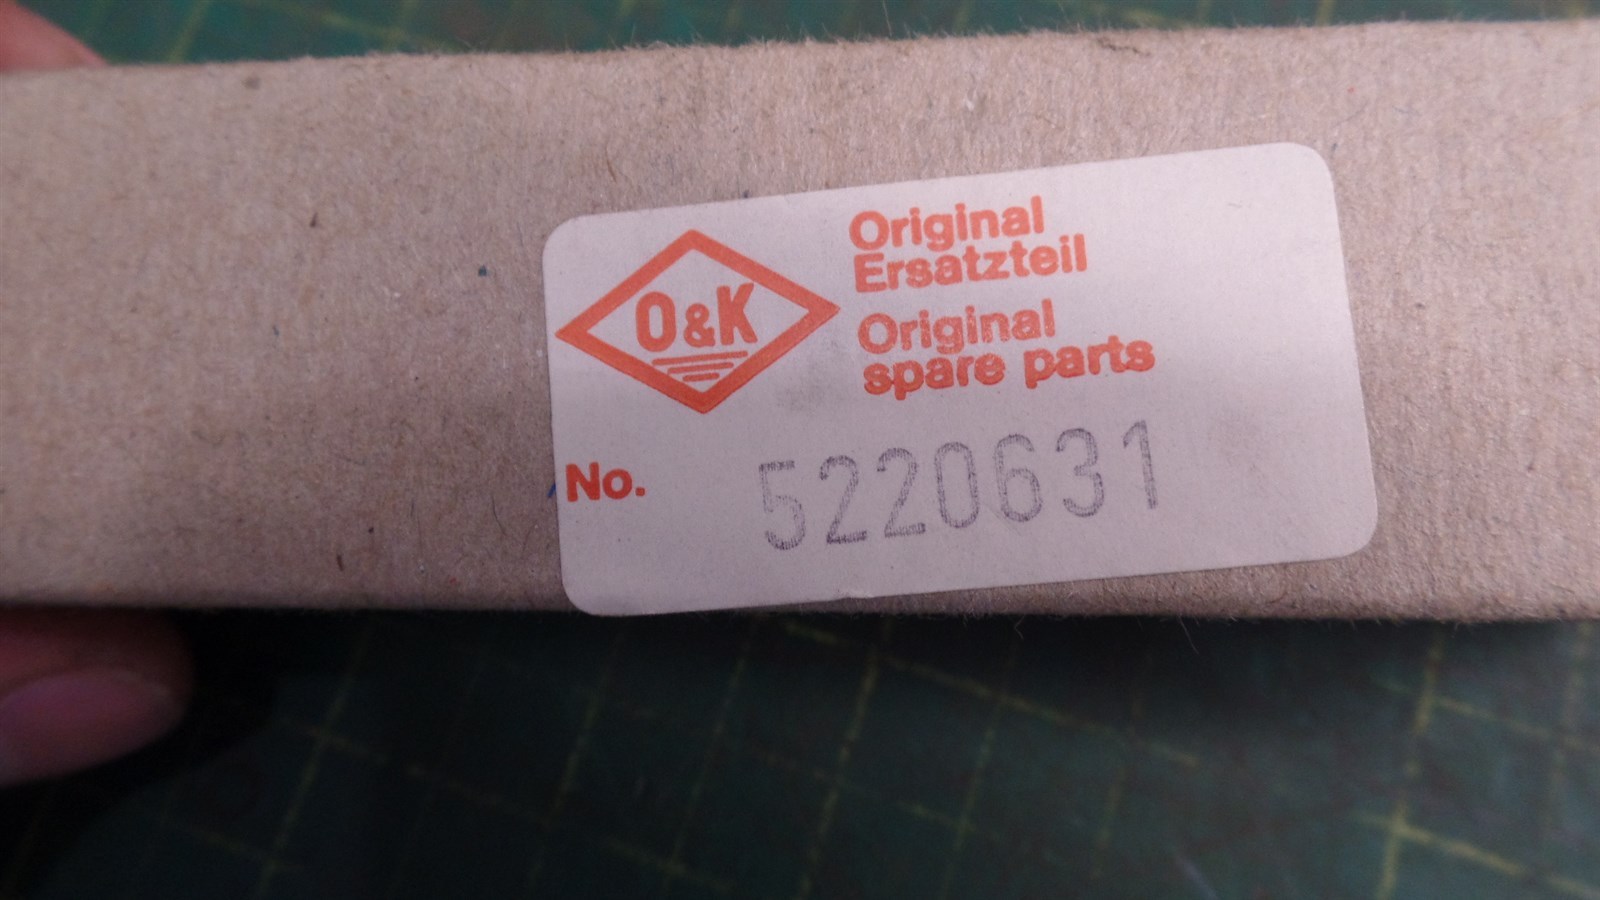 O&K
Original
Ersatzteil
Original
spare parts
No. 5220631